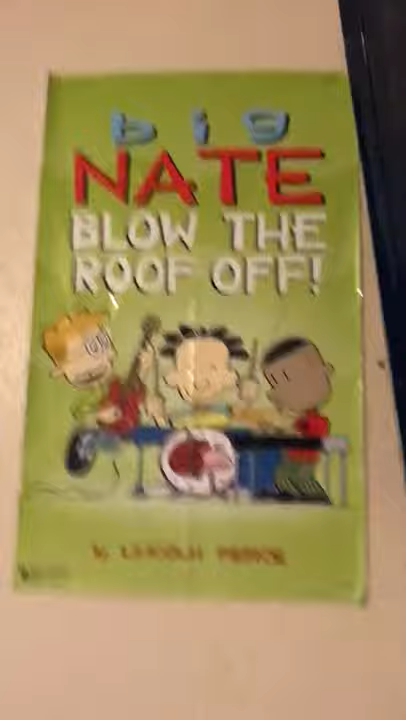 big
NATE
BLOW THE
ROOF OFF!
by LINCOLN PEIRCE